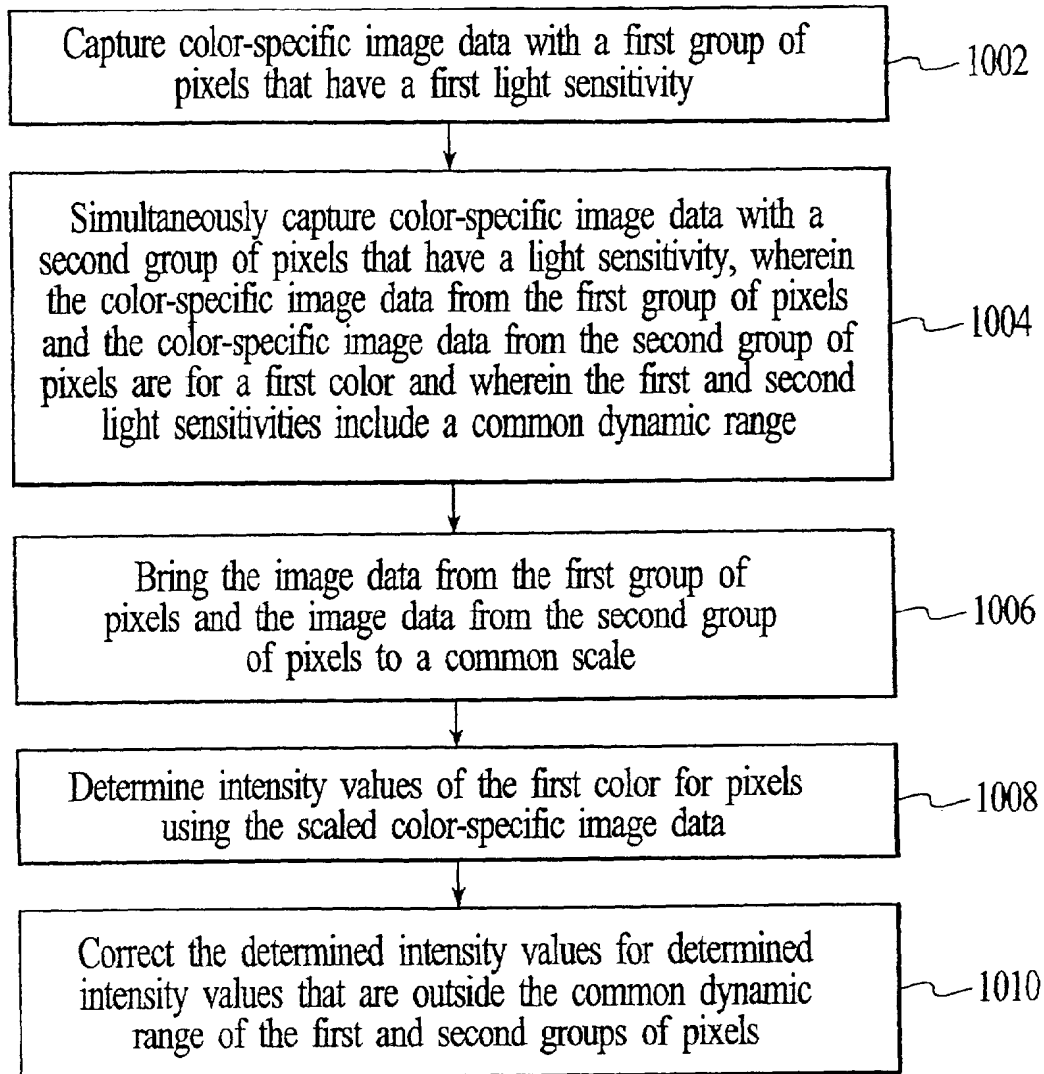 Capture color-specific image data with a first group of
pixels that have a first light sensitivity
1002
Simultaneously capture color-specific image data with a
second group of pixels that have a light sensitivity, wherein
the color-specific image data from the first group of pixels
and the color-specific image data from the second group of
pixels are for a first color and wherein the first and second
light sensitivities include a common dynamic range
1004
Bring the image data from the first group of
pixels and the image data from the second group
of pixels to a common scale
1006
Determine intensity values of the first color for pixels
using the scaled color-specific image data
1008
Correct the determined intensity values for determined
intensity values that are outside the common dynamic
range of the first and second groups of pixels
1010